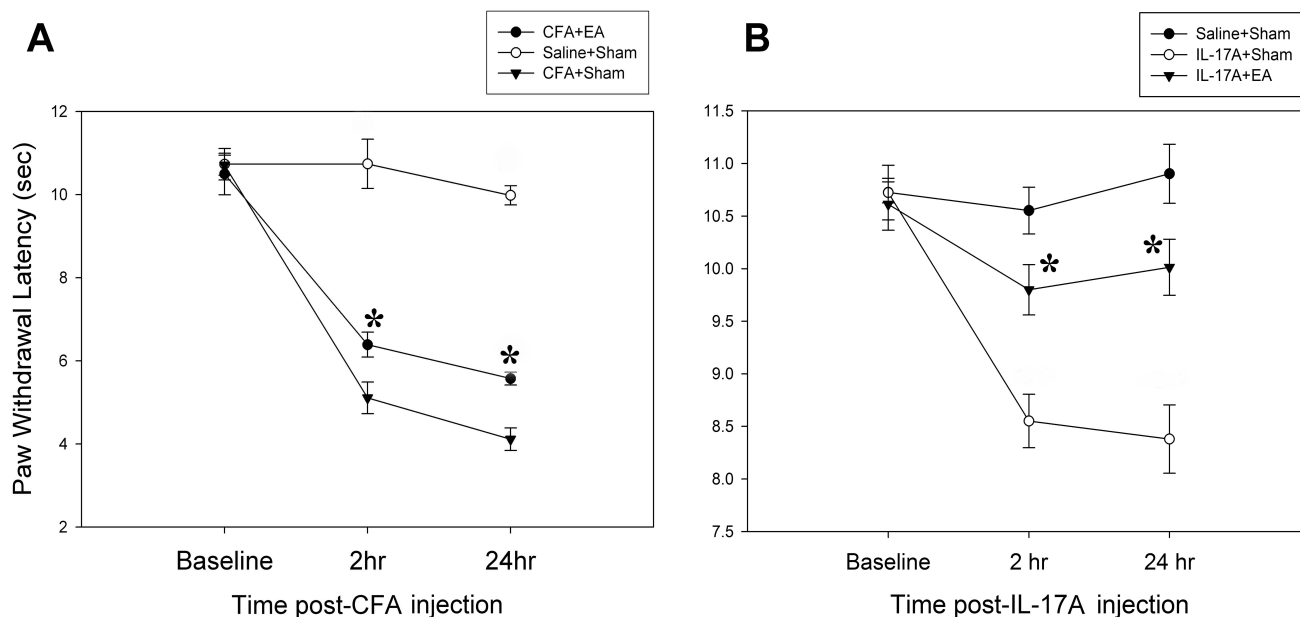 A
CFA+EA
Saline+Sham
CFA+Sham
Paw Withdrawal Latency (sec)
12
10
8
6
4
2
*
*
Baseline 2hr 24hr
Time post-CFA injection
B
Saline+Sham
IL-17A+Sham
IL-17A+EA
11.5
11.0
10.5
10.0
9.5
9.0
8.5
8.0
7.5
*
*
Baseline 2 hr 24 hr
Time post-IL-17A injection